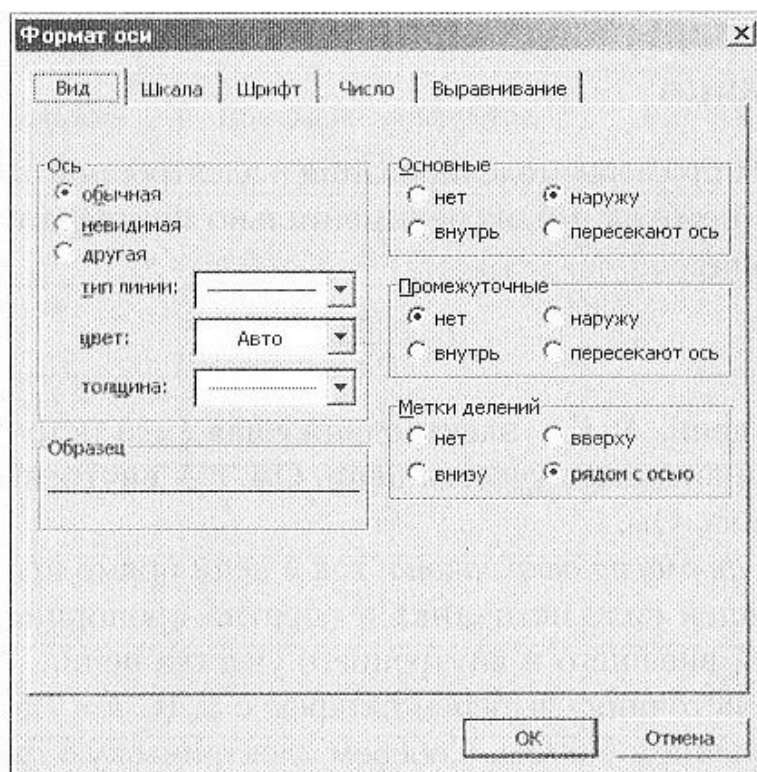 Формат оси
Вид Шкала Шрифт Число Выравнивание
Ось
обычная
невидимая
другая
тип линии:
цвет: Авто
толщина:
Образец
Основные
нет наружу
внутрь пересекают ось
Промежуточные
нет наружу
внутрь пересекают ось
Метки делений
нет вверху
внизу рядом с осью
ОК Отмена